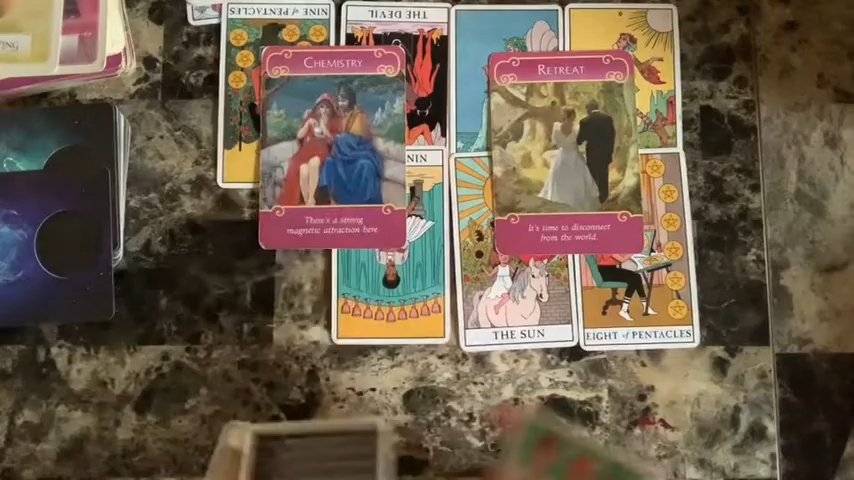 NINE of PENTACLES
THE DEVIL
CHEMISTRY
RETREAT
There's a strong
magnetic attraction here
It's time to disconnect
from the world.
THE SUN
EIGHT of PENTACLES